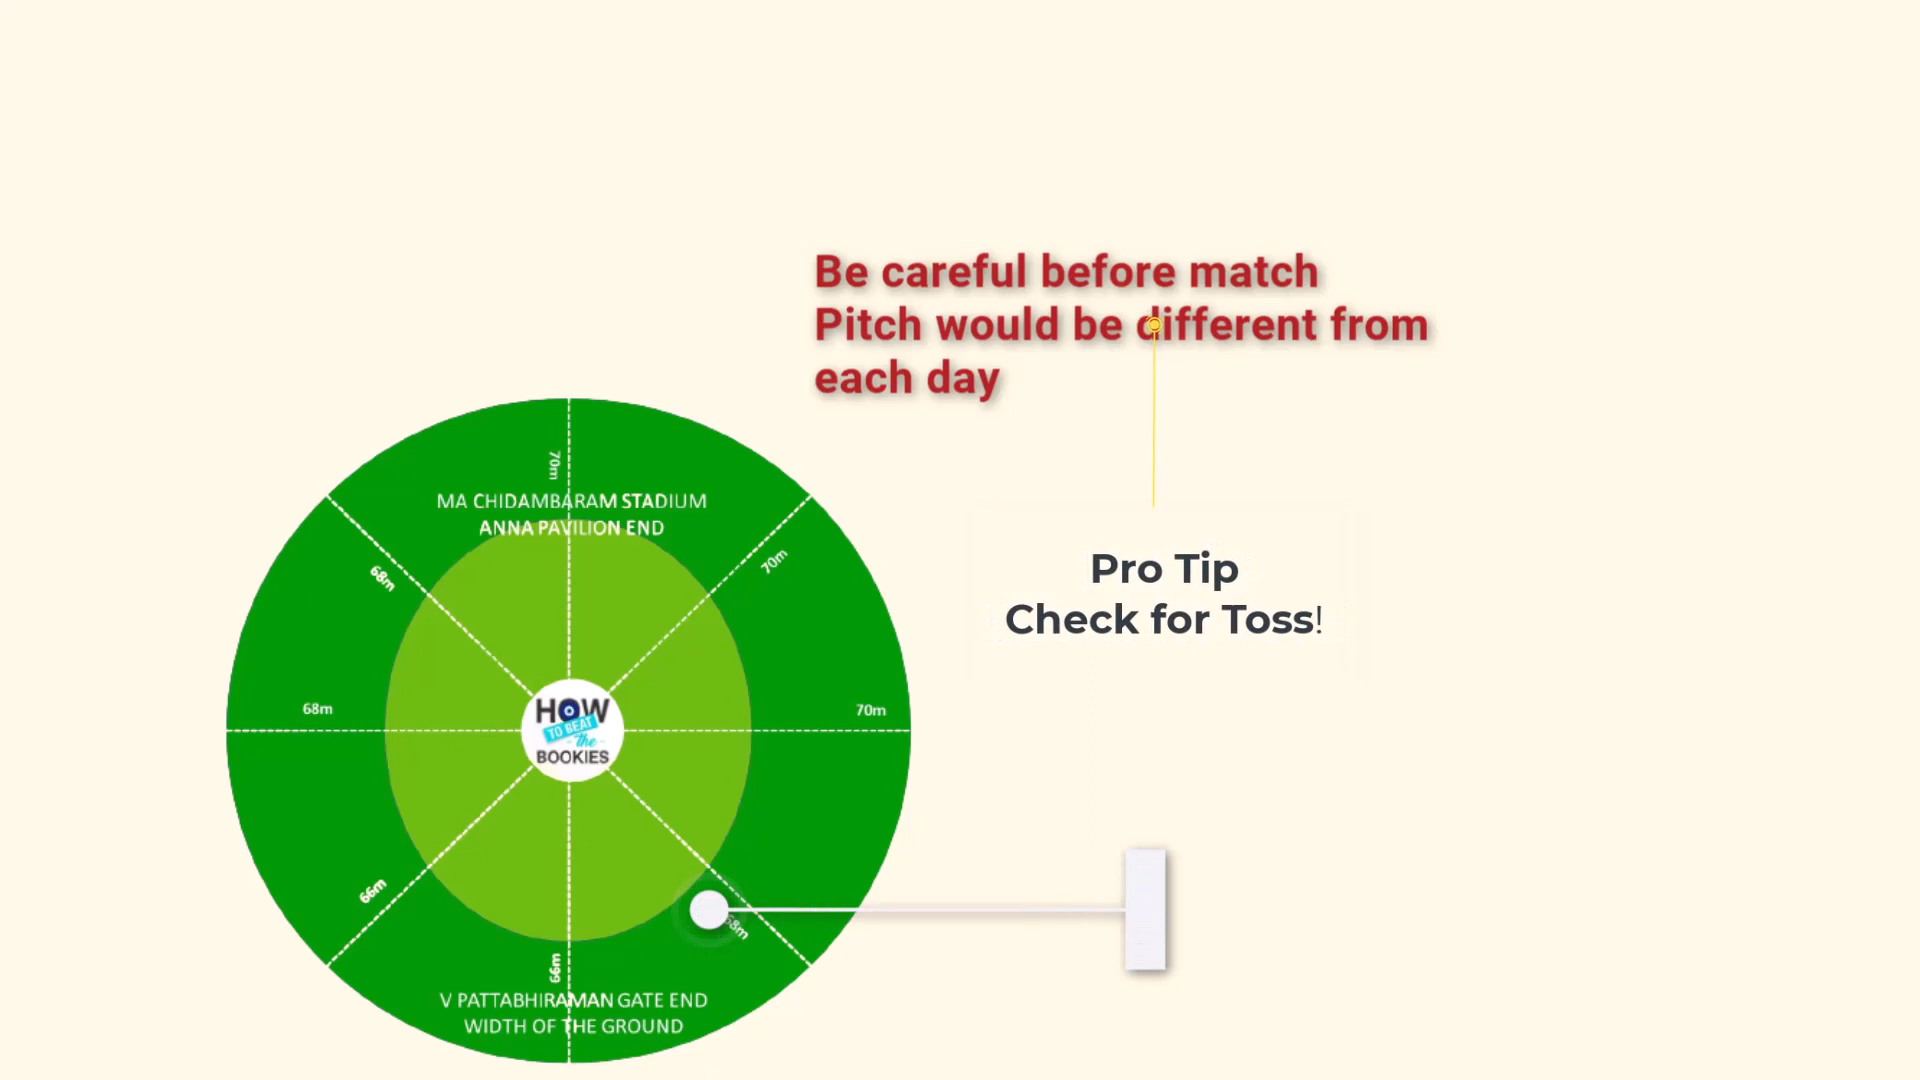 Be careful before match
Pitch would be different from
each day
70m
MA CHIDAMBARAM STADIUM
ANNA PAVILION END
68m
70m
Pro Tip
Check for Toss!
68m
70m
HOW
TO BEAT
-the-
BOOKIES
66m
68m
66m
V PATTABHIRAMAN GATE END
WIDTH OF THE GROUND